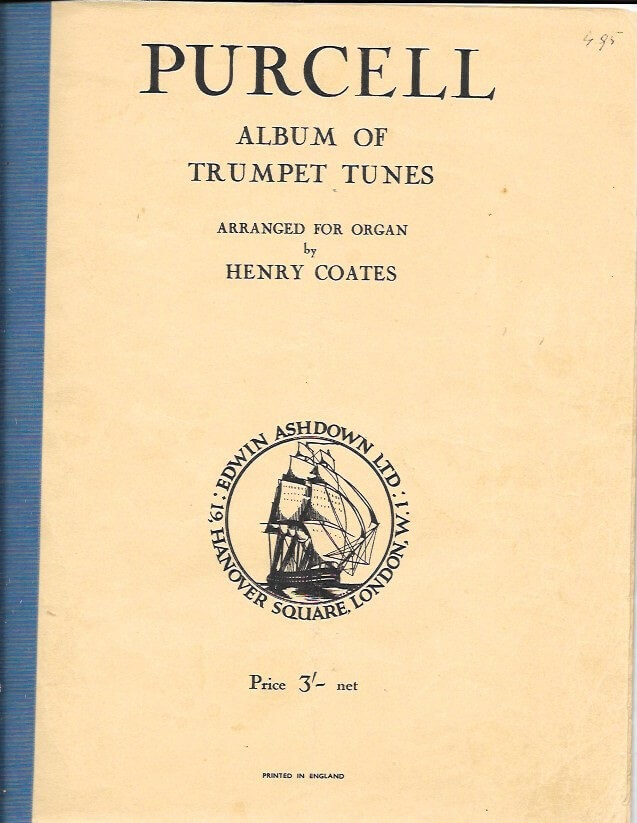 4 95
PURCELL
ALBUM OF
TRUMPET TUNES
ARRANGED FOR ORGAN
by
HENRY COATES
: EDWIN ASHDOWN LTD :
19, HANOVER SQUARE, LONDON, W.1
Price 3/- net
PRINTED IN ENGLAND